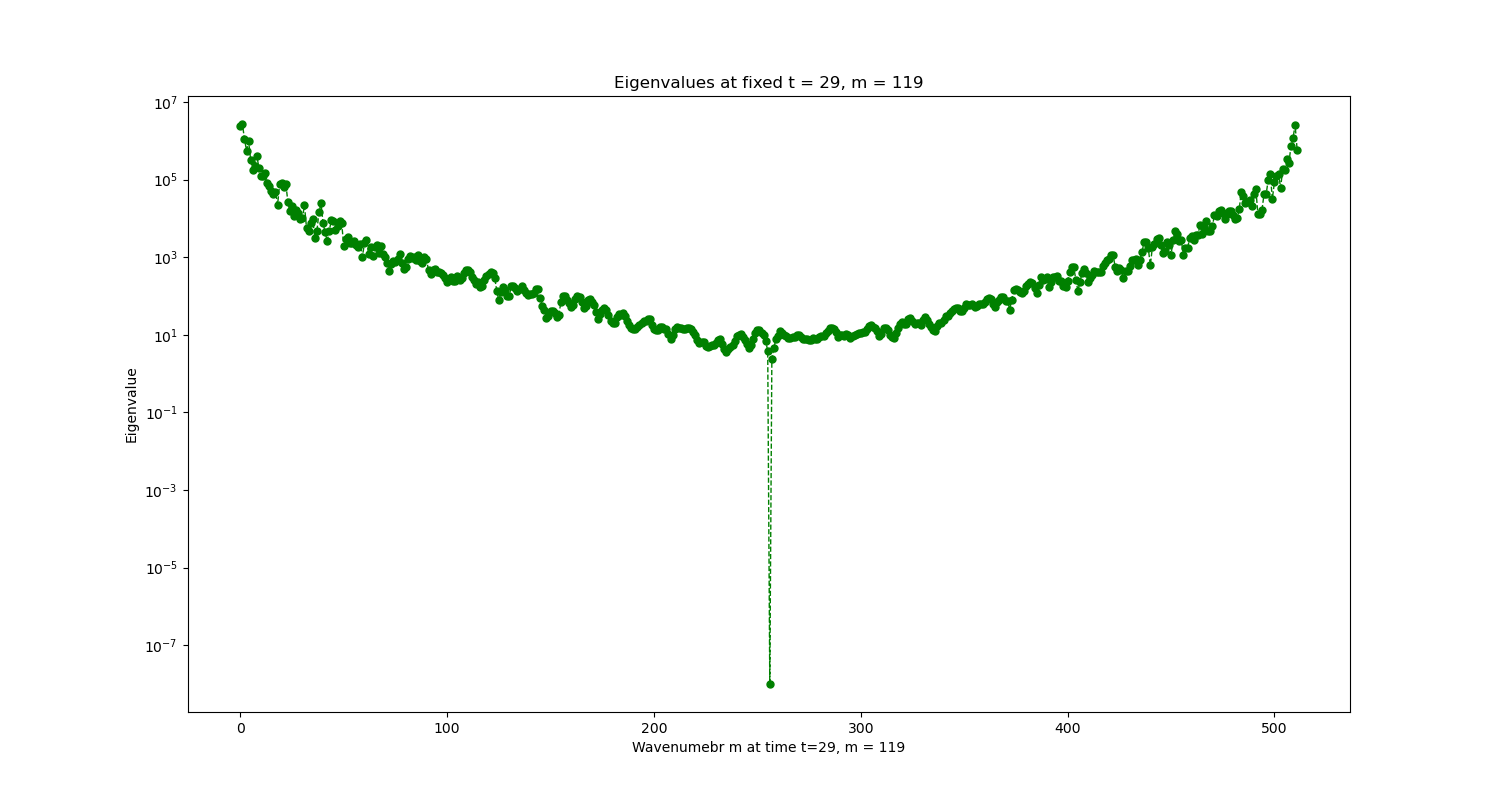 Eigenvalues at fixed t = 29, m = 119
10^7
10^5
10^3
10^1
10^-1
10^-3
10^-5
10^-7
Eigenvalue
0 100 200 300 400 500
Wavenumebr m at time t=29, m = 119